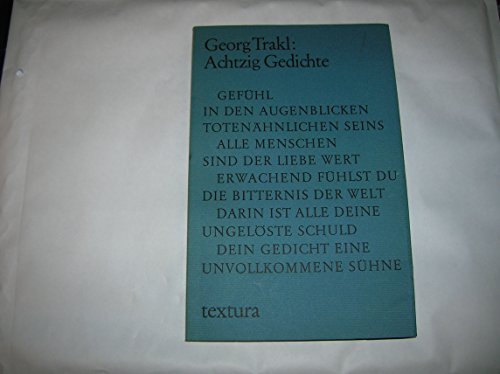 Georg Trakl:
Achtzig Gedichte
GEFÜHL
IN DEN AUGENBLICKEN
TOTENÄHNLICHEN SEINS
ALLE MENSCHEN
SIND DER LIEBE WERT
ERWACHEND FÜHLST DU
DIE BITTERNIS DER WELT
DARIN IST ALLE DEINE
UNGELÖSTE SCHULD
DEIN GEDICHT EINE
UNVOLLKOMMENE SÜHNE
textura